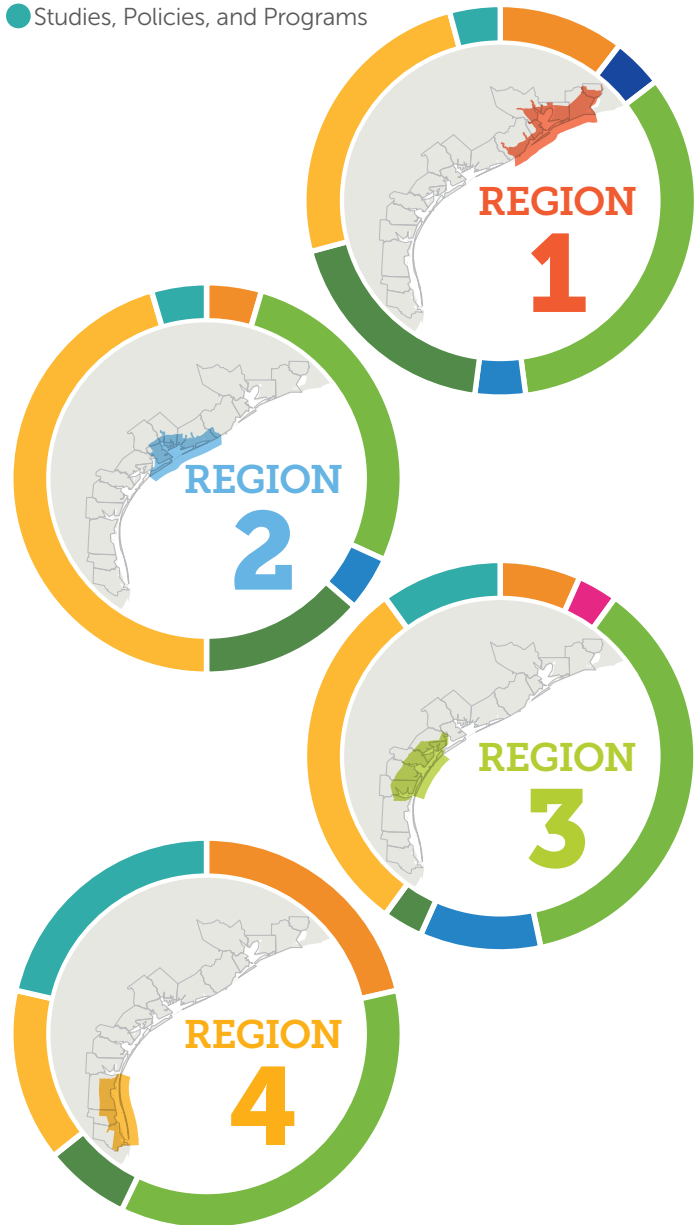 Studies, Policies, and Programs
REGION
1
REGION
2
REGION
3
REGION
4